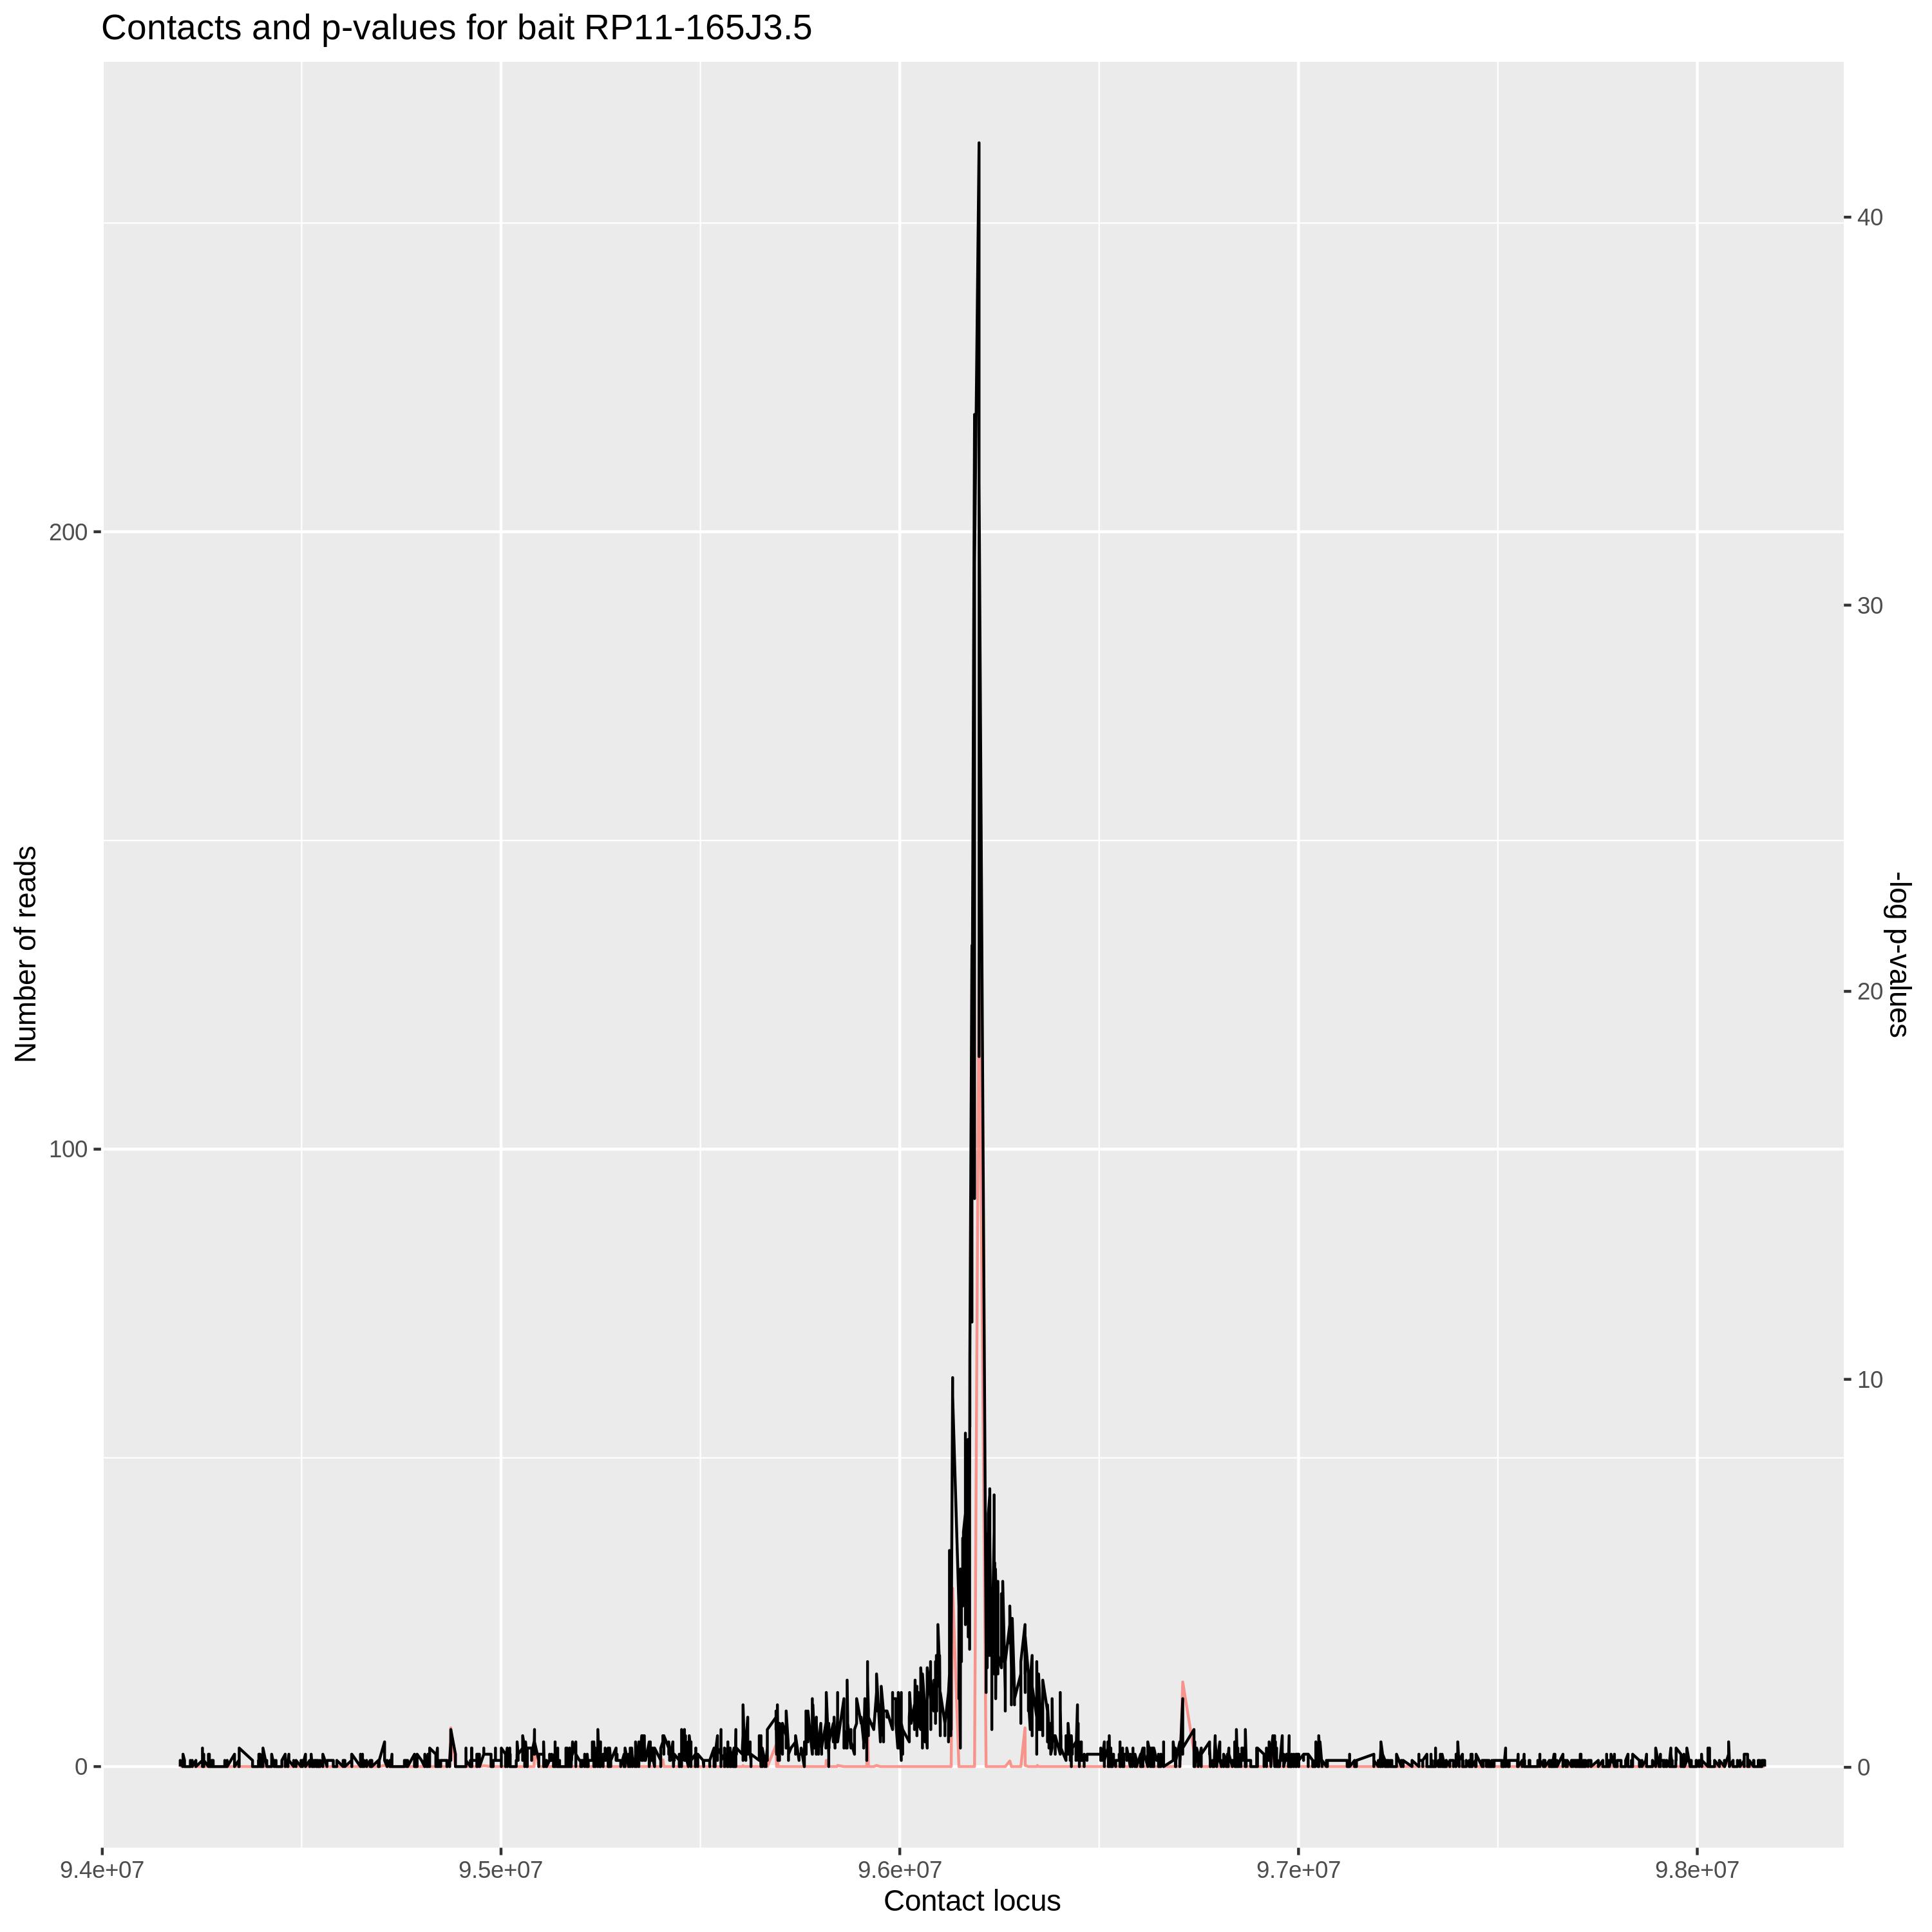 Contacts and p-values for bait RP11-165J3.5
Number of reads
200
100
0
40
30
20
10
0
-log p-values
9.4e+07
9.5e+07
9.6e+07
9.7e+07
9.8e+07
Contact locus